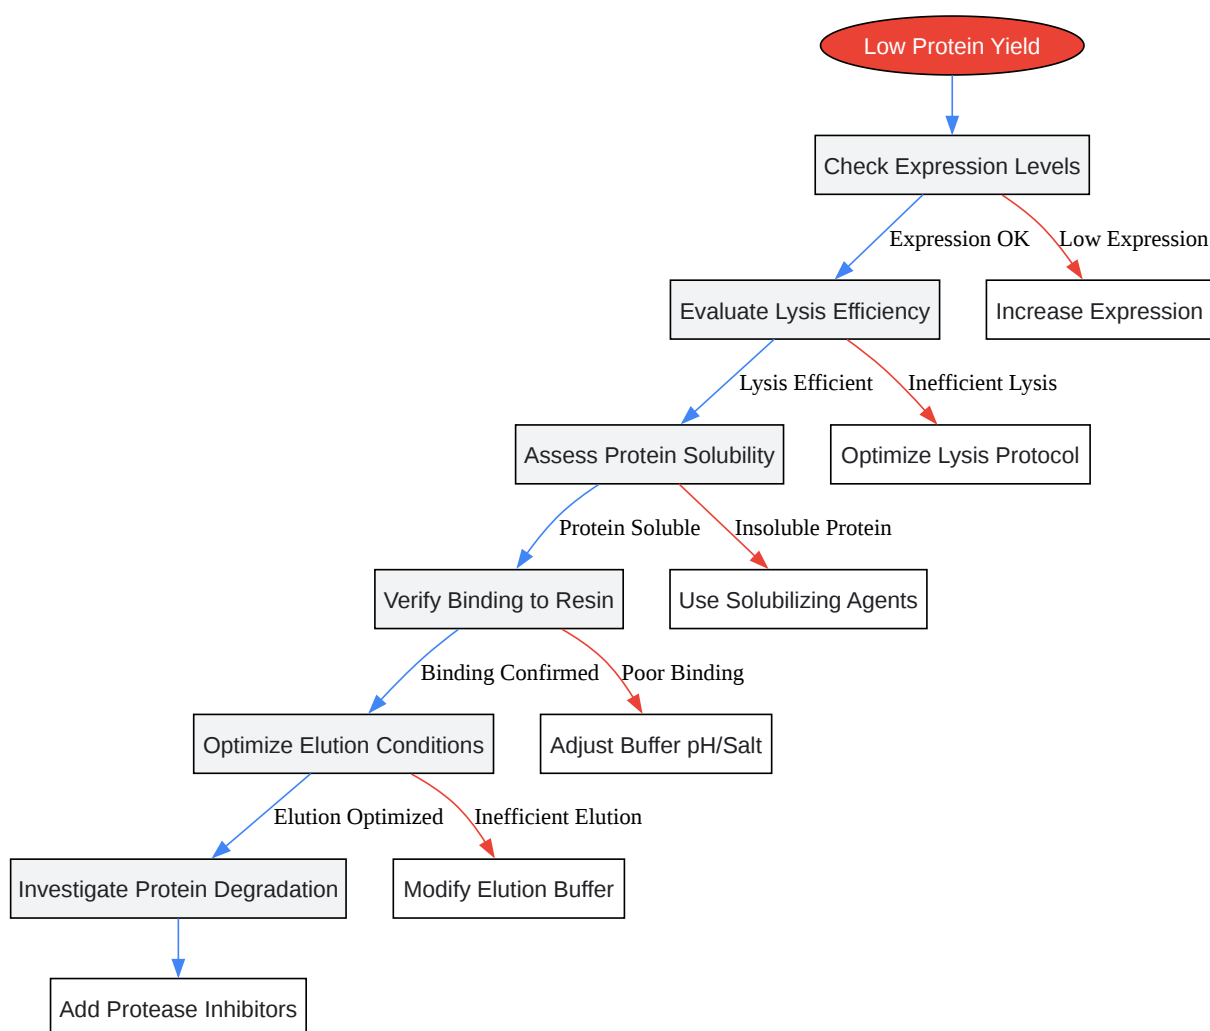 Low Protein Yield
Check Expression Levels
Expression OK
Low Expression
Evaluate Lysis Efficiency
Increase Expression
Lysis Efficient
Inefficient Lysis
Assess Protein Solubility
Optimize Lysis Protocol
Protein Soluble
Insoluble Protein
Verify Binding to Resin
Use Solubilizing Agents
Binding Confirmed
Poor Binding
Optimize Elution Conditions
Adjust Buffer pH/Salt
Elution Optimized
Inefficient Elution
Investigate Protein Degradation
Modify Elution Buffer
Add Protease Inhibitors